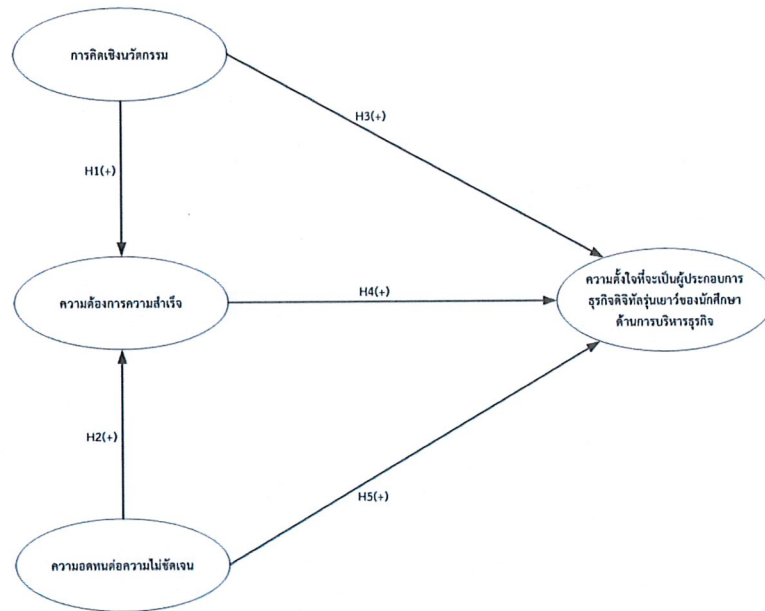 การคิดเชิงนวัตกรรม
H3(+)
H1(+)
ความต้องการความสำเร็จ
H4(+)
ความตั้งใจที่จะเป็นผู้ประกอบการ
ธุรกิจดิจิทัลรุ่นเยาว์ของนักศึกษา
ด้านการบริหารธุรกิจ
H2(+)
H5(+)
ความอดทนต่อความไม่ชัดเจน